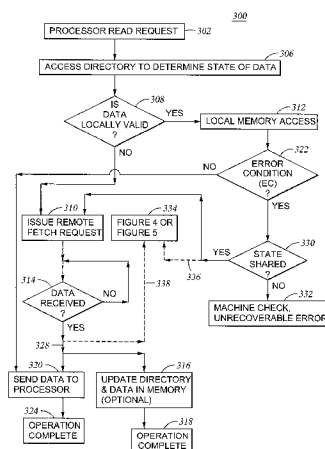 300
PROCESSOR READ REQUEST
302
306
ACCESS DIRECTORY TO DETERMINE STATE OF DATA
IS
DATA
LOCALLY VALID
?
308
YES
312
LOCAL MEMORY ACCESS
NO
322
ERROR
CONDITION
(EC)
?
NO
YES
310
ISSUE REMOTE
FETCH REQUEST
334
FIGURE 4 OR
FIGURE 5
330
STATE
SHARED
?
YES
336
NO
332
MACHINE CHECK,
UNRECOVERABLE ERROR
314
DATA
RECEIVED
?
NO
338
YES
328
320
SEND DATA TO
PROCESSOR
316
UPDATE DIRECTORY
& DATA IN MEMORY
(OPTIONAL)
324
OPERATION
COMPLETE
318
OPERATION
COMPLETE